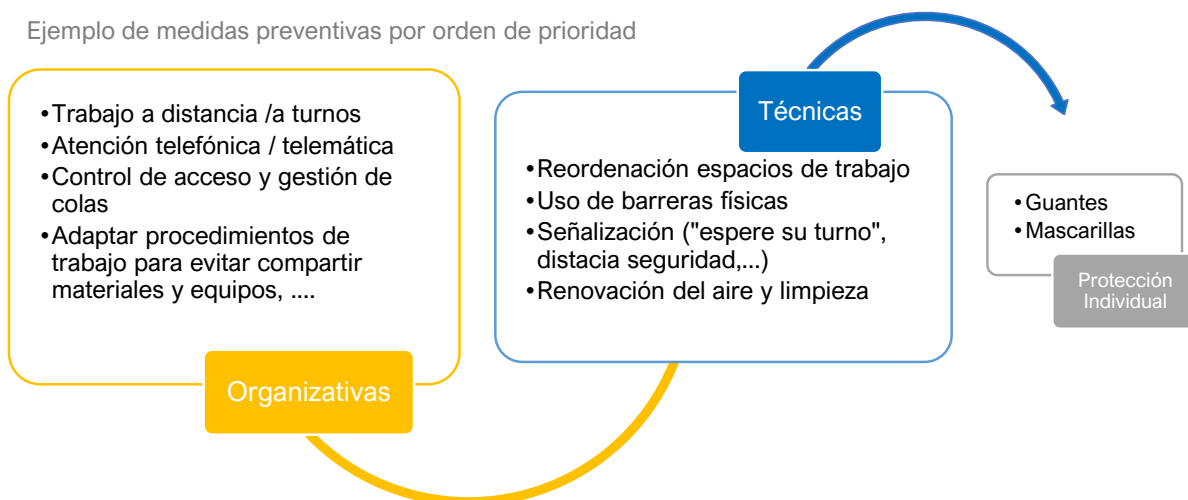 Ejemplo de medidas preventivas por orden de prioridad
•Trabajo a distancia /a turnos
•Atención telefónica / telemática
•Control de acceso y gestión de
colas
•Adaptar procedimientos de
trabajo para evitar compartir
materiales y equipos, ....
Organizativas
Técnicas
•Reordenación espacios de trabajo
•Uso de barreras físicas
•Señalización ("espere su turno",
distacia seguridad,...)
•Renovación del aire y limpieza
•Guantes
•Mascarillas
Protección
Individual